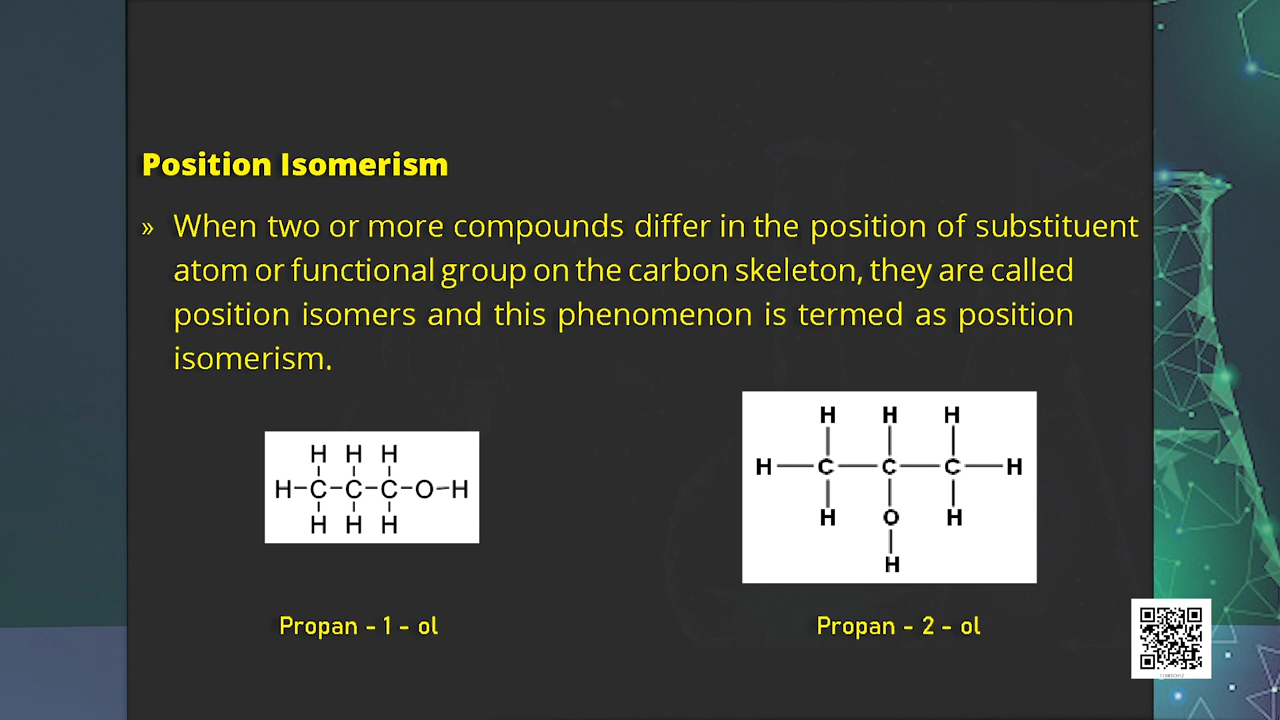 Position Isomerism
» When two or more compounds differ in the position of substituent
atom or functional group on the carbon skeleton, they are called
position isomers and this phenomenon is termed as position
isomerism.
H H H
H-C-C-C-O-H
H H H
Propan - 1 - ol
H H H
H-C-C-C-H
H O H
H
Propan - 2 - ol